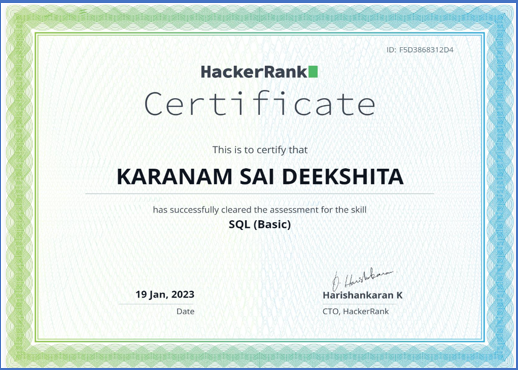 ID: F5D3868312D4
HackerRank
Certificate
This is to certify that
KARANAM SAI DEEKSHITA
has successfully cleared the assessment for the skill
SQL (Basic)
19 Jan, 2023
Date
Harishankaran K
CTO, HackerRank